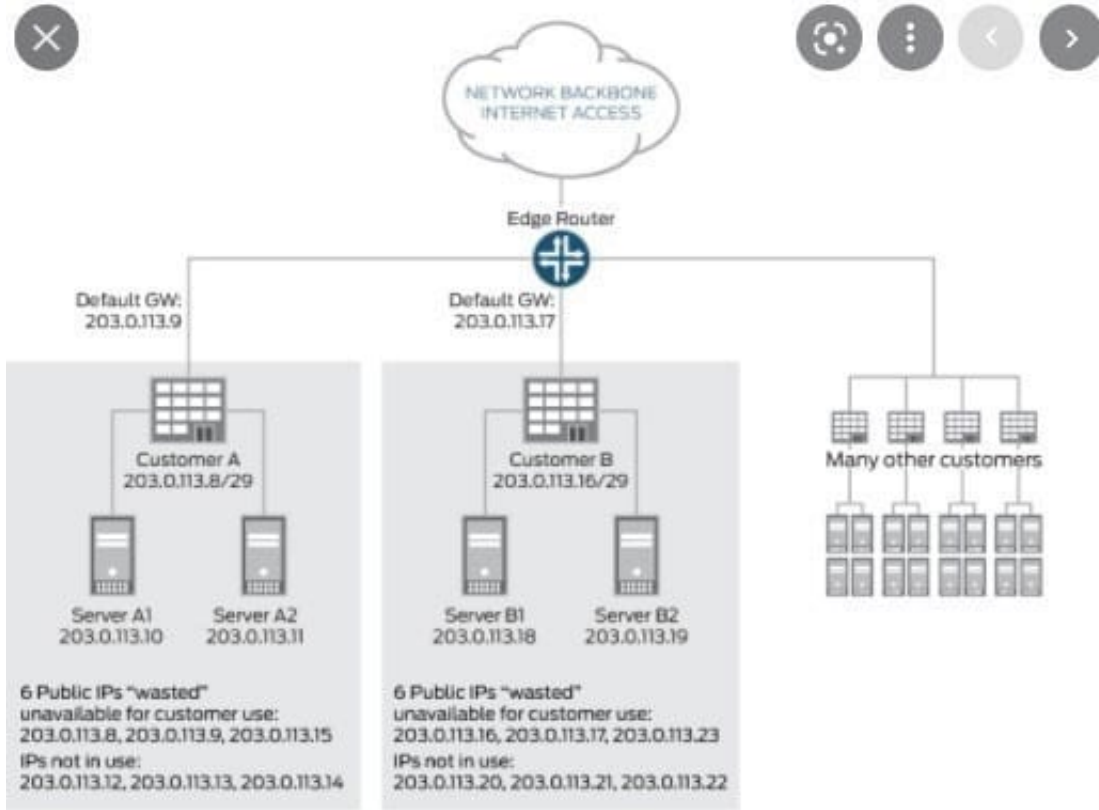 NETWORK BACKBONE
INTERNET ACCESS
Edge Router
Default GW:
203.0.113.9
Default GW:
203.0.113.17
Customer A
203.0.113.8/29
Customer B
203.0.113.16/29
Many other customers
Server A1
203.0.113.10
Server A2
203.0.113.11
Server B1
203.0.113.18
Server B2
203.0.113.19
6 Public IPs “wasted”
unavailable for customer use:
203.0.113.8, 203.0.113.9, 203.0.113.15
IPs not in use:
203.0.113.12, 203.0.113.13, 203.0.113.14
6 Public IPs “wasted”
unavailable for customer use:
203.0.113.16, 203.0.113.17, 203.0.113.23
IPs not in use:
203.0.113.20, 203.0.113.21, 203.0.113.22